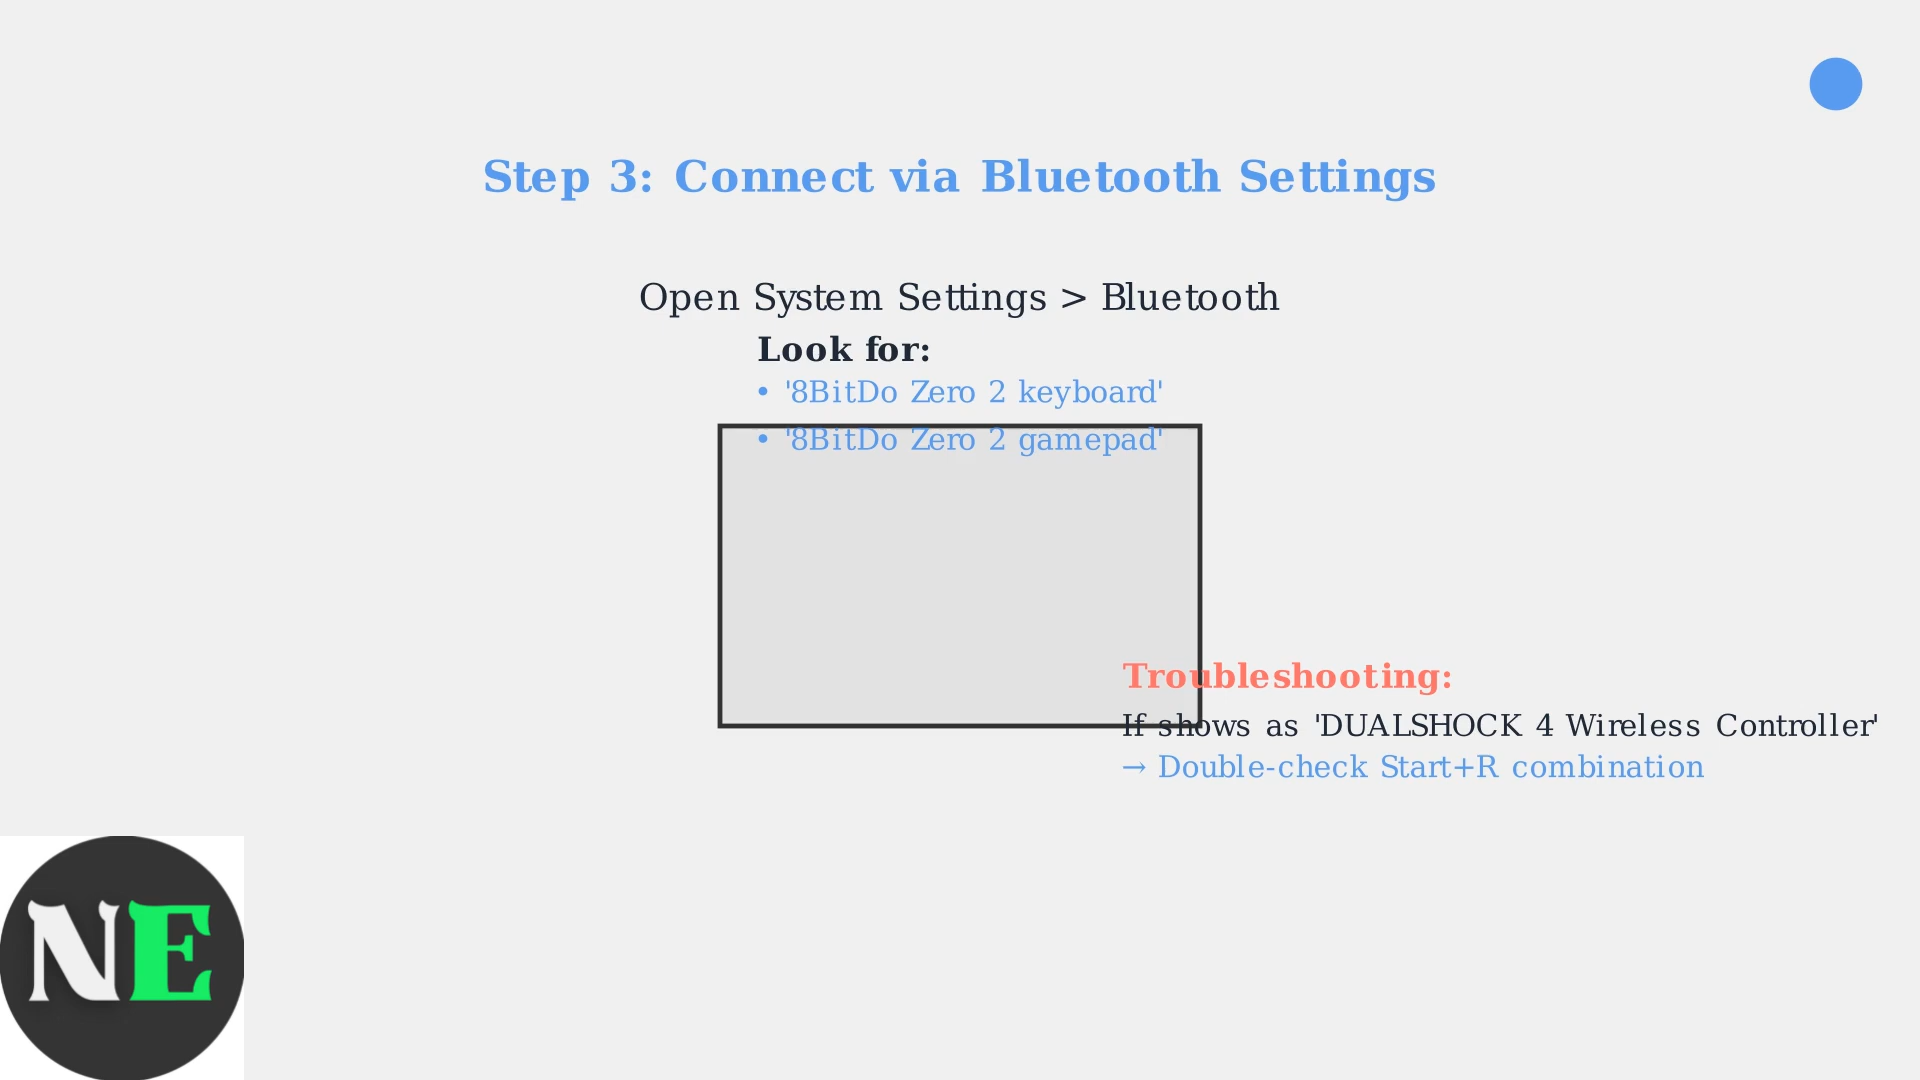 Step 3: Connect via Bluetooth Settings
Open System Settings > Bluetooth
Look for:
• '8BitDo Zero 2 keyboard'
• '8BitDo Zero 2 gamepad'
Troubleshooting:
If shows as 'DUALSHOCK 4 Wireless Controller'
→ Double-check Start+R combination
NE